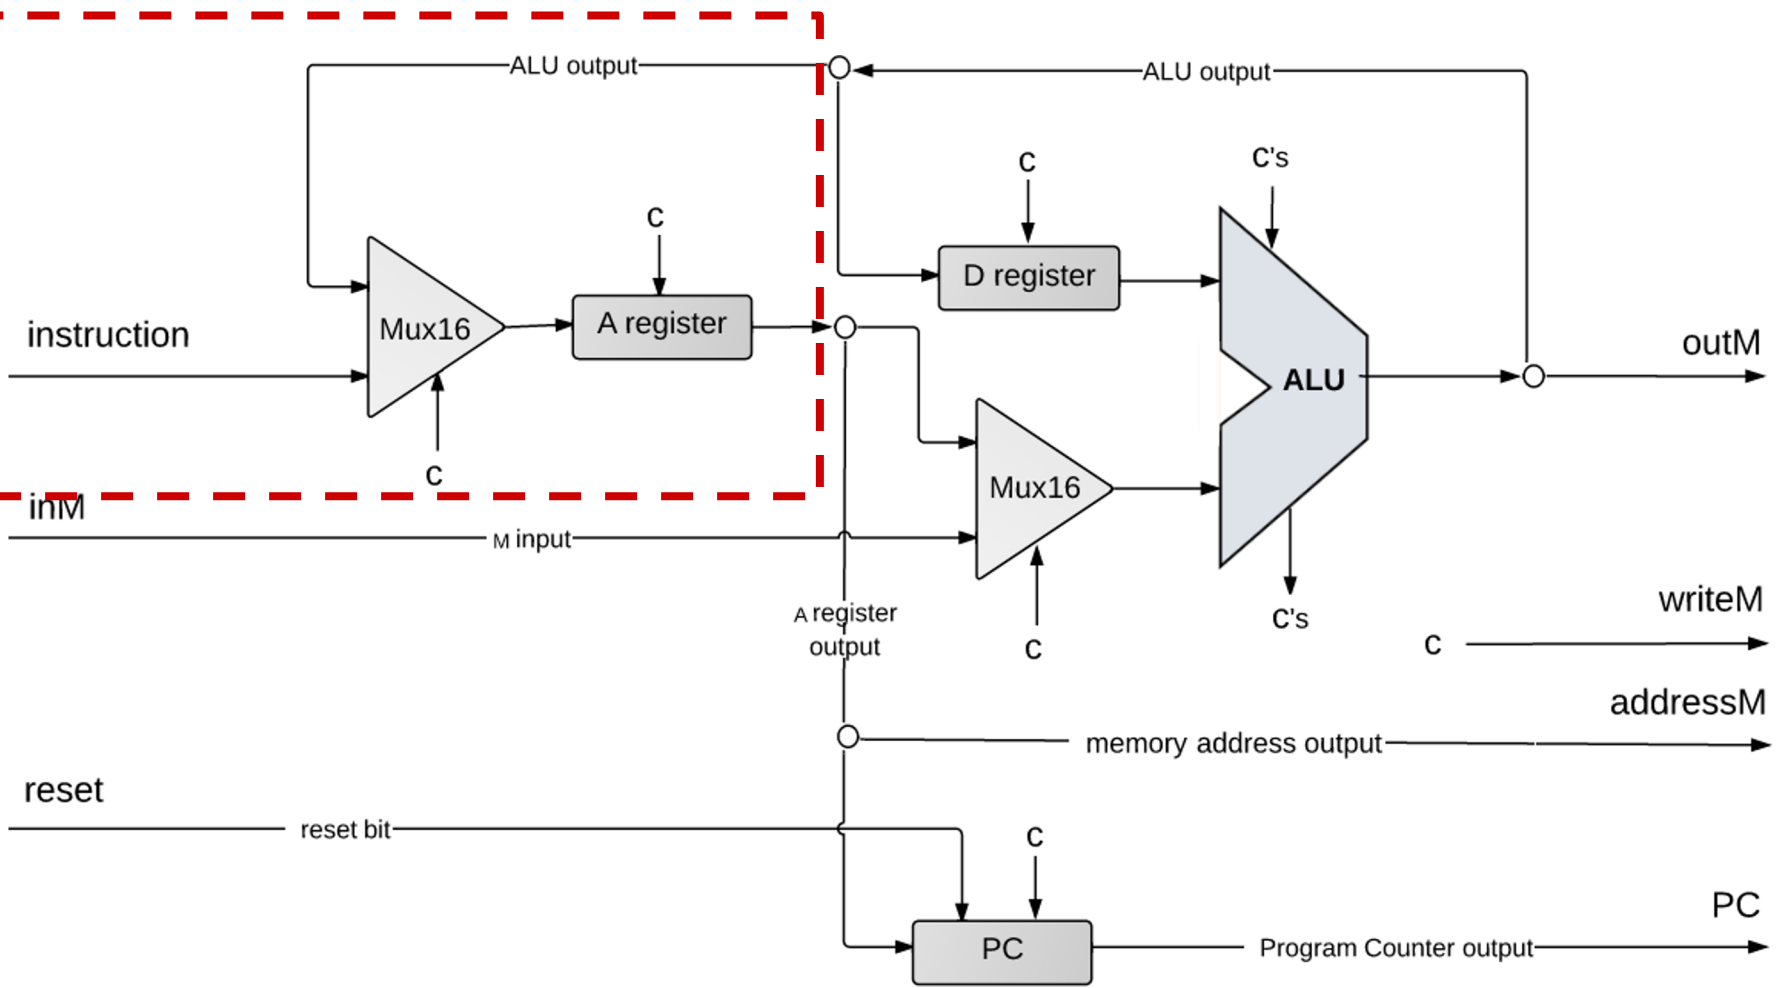 ALU output
ALU output
c
c's
c
D register
instruction
Mux16
A register
ALU
outM
c
inM
M input
Mux16
A register
output
c
c's
writeM
c
addressM
memory address output
reset
reset bit
c
PC
PC
Program Counter output